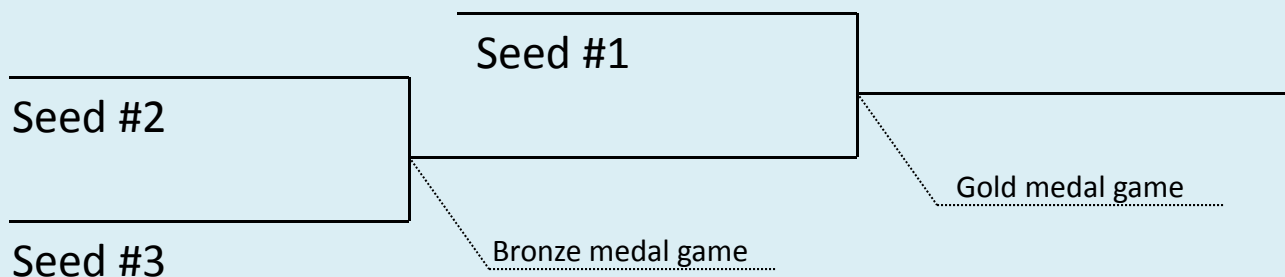 Seed #1
Seed #2
Gold medal game
Bronze medal game
Seed #3